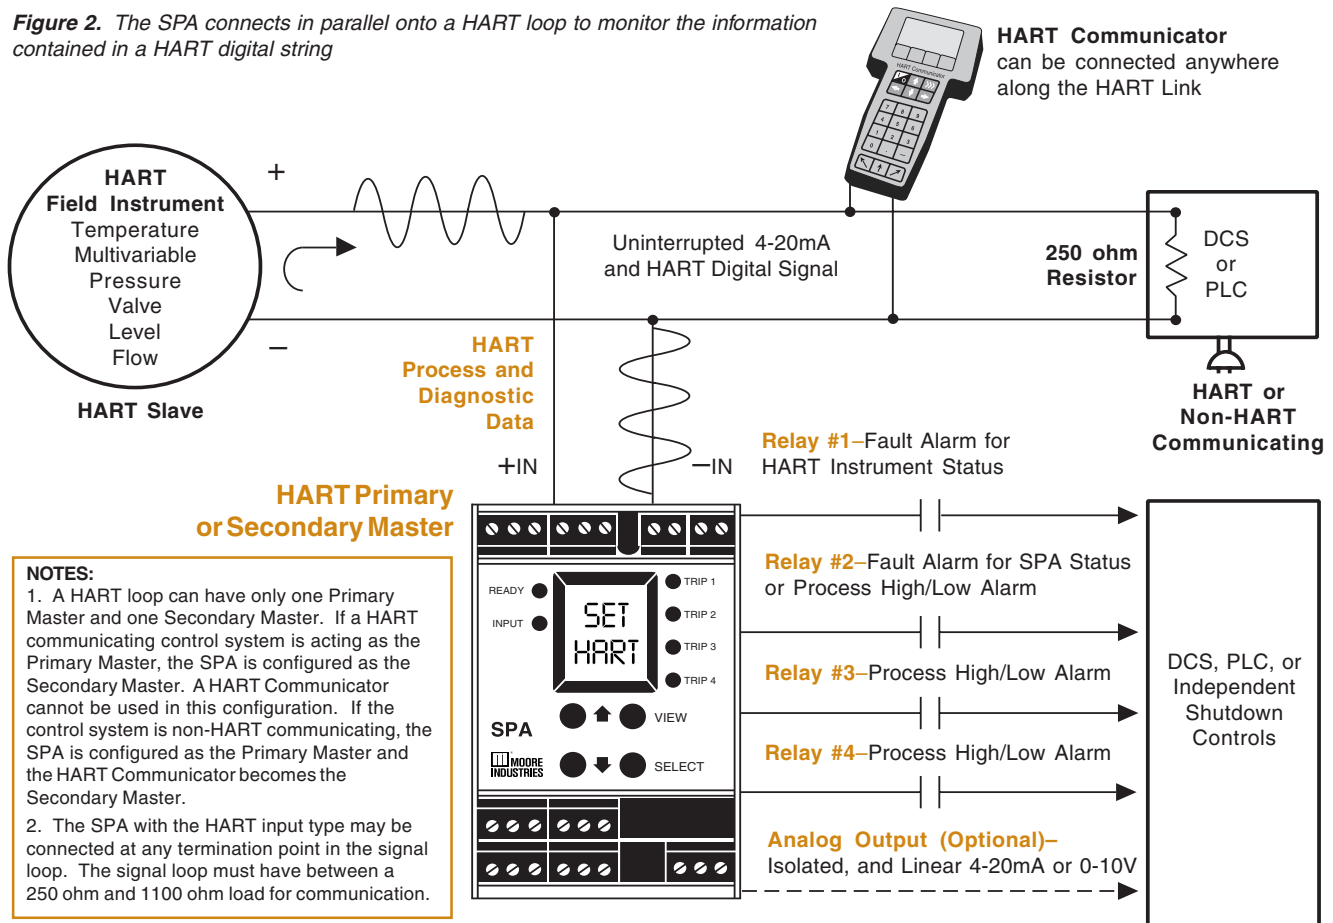 Figure 2. The SPA connects in parallel onto a HART loop to monitor the information
contained in a HART digital string
HART Communicator
can be connected anywhere
along the HART Link
HART Communicator
7 8 9
4 5 6
1 2 3
0 . —
HART
Field Instrument
Temperature
Multivariable
Pressure
Valve
Level
Flow
HART Slave
+
–
Uninterrupted 4-20mA
and HART Digital Signal
250 ohm
Resistor
DCS
or
PLC
HART or
Non-HART
Communicating
HART
Process and
Diagnostic
Data
+IN
–IN
HART Primary
or Secondary Master
NOTES:
1. A HART loop can have only one Primary
Master and one Secondary Master. If a HART
communicating control system is acting as the
Primary Master, the SPA is configured as the
Secondary Master. A HART Communicator
cannot be used in this configuration. If the
control system is non-HART communicating, the
SPA is configured as the Primary Master and
the HART Communicator becomes the
Secondary Master.
2. The SPA with the HART input type may be
connected at any termination point in the signal
loop. The signal loop must have between a
250 ohm and 1100 ohm load for communication.
READY
INPUT
SET
HART
TRIP 1
TRIP 2
TRIP 3
TRIP 4
SPA
VIEW
MOORE
INDUSTRIES
SELECT
Relay #1–Fault Alarm for
HART Instrument Status
Relay #2–Fault Alarm for SPA Status
or Process High/Low Alarm
Relay #3–Process High/Low Alarm
Relay #4–Process High/Low Alarm
Analog Output (Optional)–
Isolated, and Linear 4-20mA or 0-10V
DCS, PLC, or
Independent
Shutdown
Controls